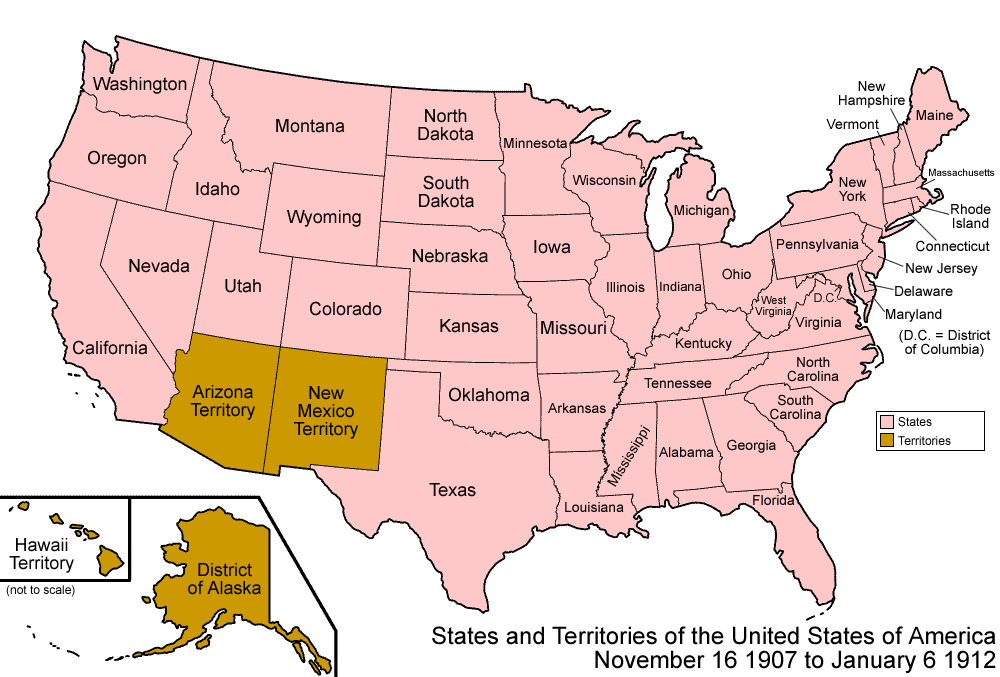 Washington
Oregon
California
Idaho
Nevada
Montana
Wyoming
Utah
Colorado
Arizona
Territory
New
Mexico
Territory
North
Dakota
South
Dakota
Nebraska
Kansas
Oklahoma
Texas
Minnesota
Iowa
Missouri
Arkansas
Louisiana
Wisconsin
Illinois
Michigan
Indiana
Ohio
Kentucky
Tennessee
Mississippi
Alabama
Georgia
Florida
South
Carolina
North
Carolina
Virginia
West
Virginia
D.C.
Pennsylvania
New
York
Vermont
New
Hampshire
Maine
Massachusetts
Rhode
Island
Connecticut
New Jersey
Delaware
Maryland
(D.C. = District
of Columbia)
States
Territories
Hawaii
Territory
(not to scale)
District
of Alaska
States and Territories of the United States of America
November 16 1907 to January 6 1912